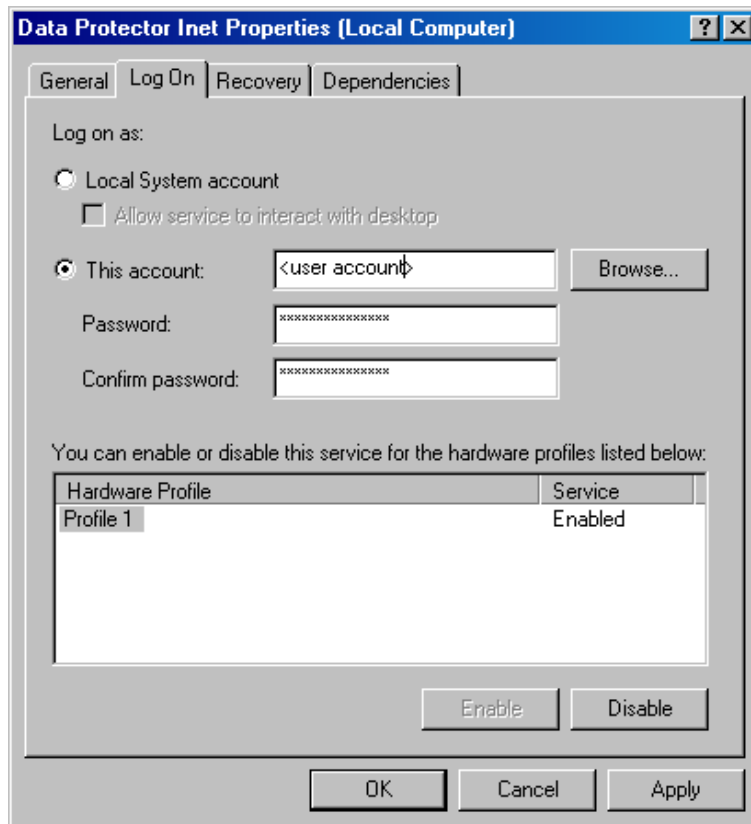 Data Protector Inet Properties (Local Computer)
General Log On Recovery Dependencies
Log on as:
Local System account
Allow service to interact with desktop
This account: <user account> Browse...
Password: ***************
Confirm password: ***************
You can enable or disable this service for the hardware profiles listed below:
Hardware Profile Service
Profile 1 Enabled
Enable Disable
OK Cancel Apply